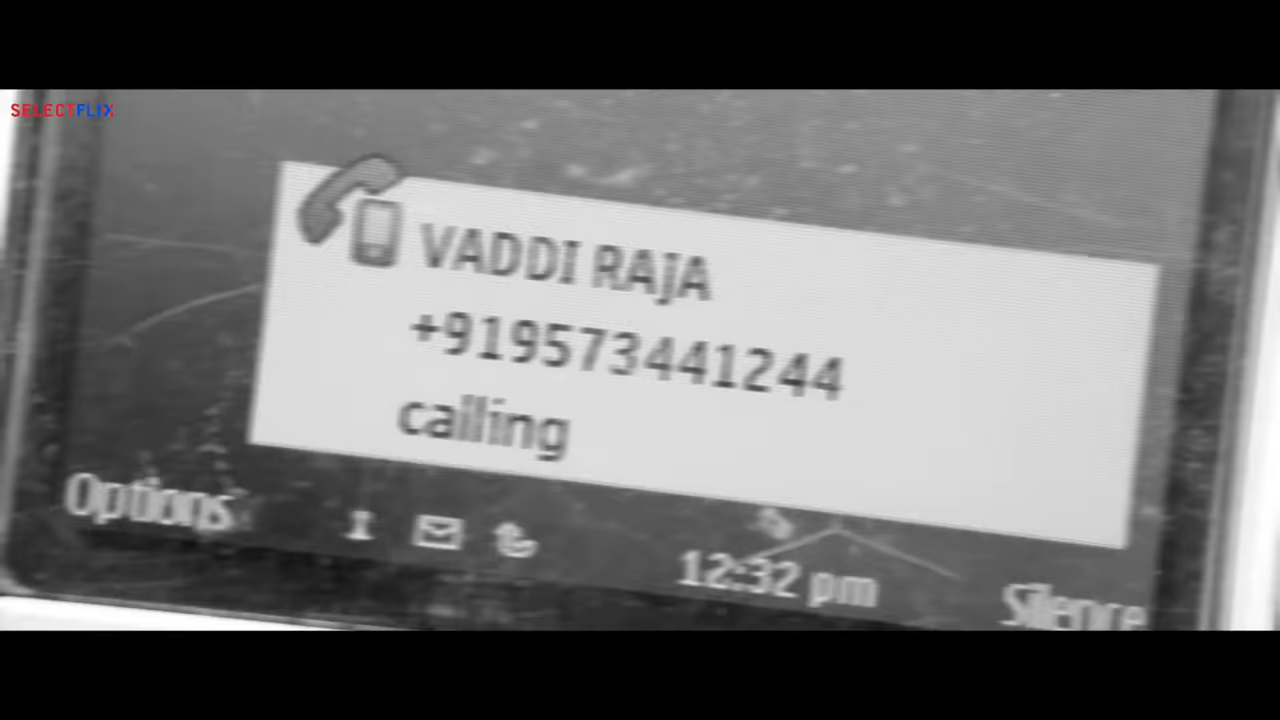 SELECTFLIX
VADDI RAJA
+919573441244
calling
Options
12:32 pm
Silence